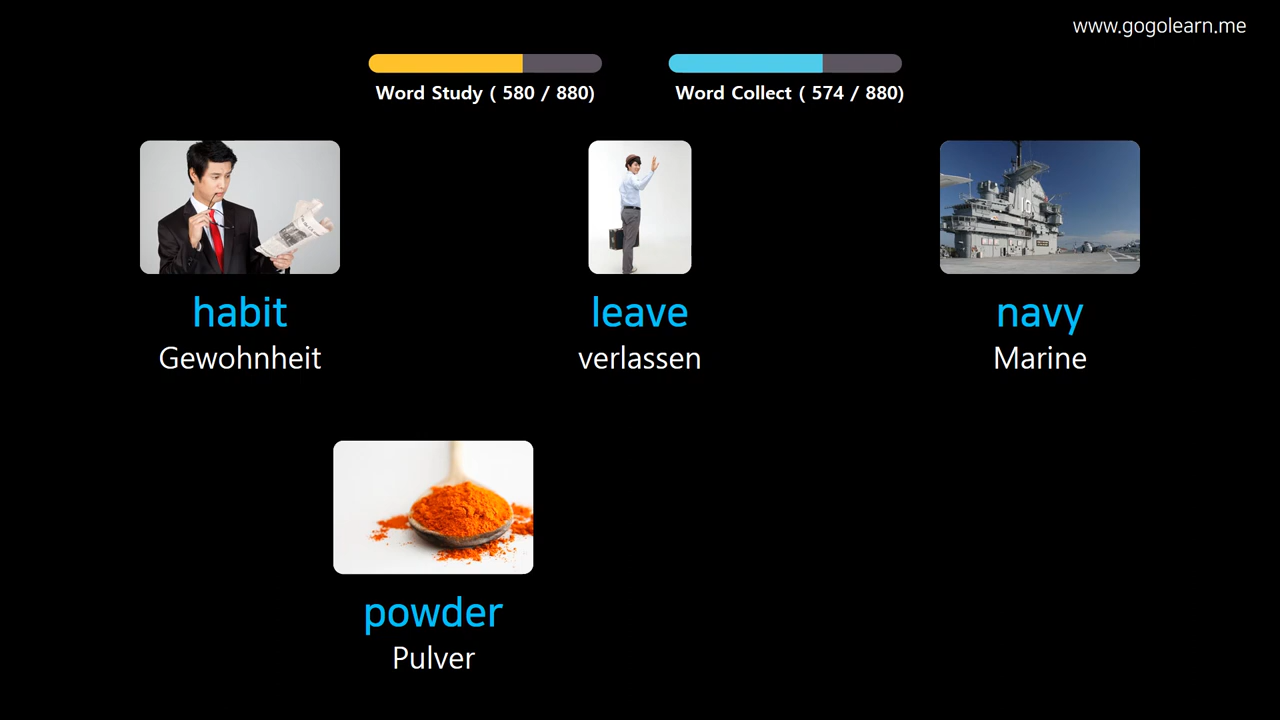 www.gogolearn.me
Word Study ( 580 / 880)
Word Collect ( 574 / 880)
habit
Gewohnheit
leave
verlassen
navy
Marine
powder
Pulver